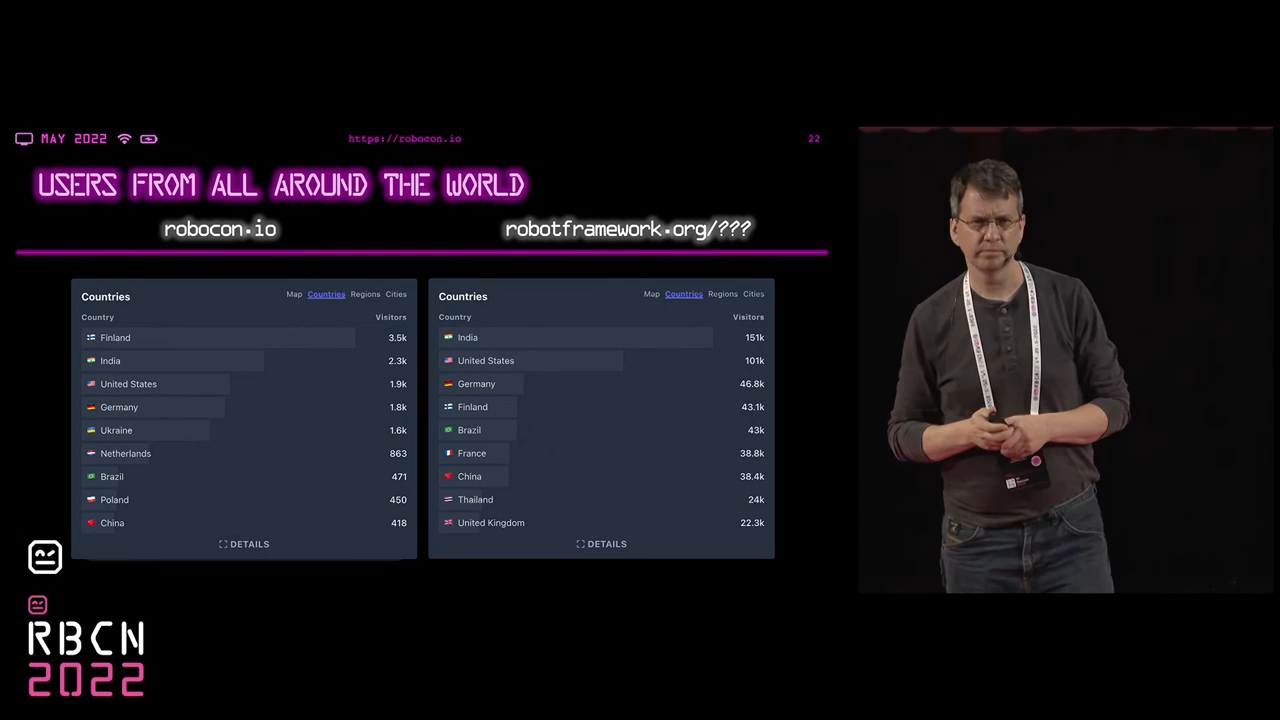 MAY 2022
https://robocon.io
22
USERS FROM ALL AROUND THE WORLD
robocon.io
robotframework.org/???
Countries
Map Countries Regions Cities
Country Visitors
Finland 3.5k
India 2.3k
United States 1.9k
Germany 1.8k
Ukraine 1.6k
Netherlands 863
Brazil 471
Poland 450
China 418
DETAILS
Countries
Map Countries Regions Cities
Country Visitors
India 151k
United States 101k
Germany 46.8k
Finland 43.1k
Brazil 43k
France 38.8k
China 38.4k
Thailand 24k
United Kingdom 22.3k
DETAILS
RBCN
2022